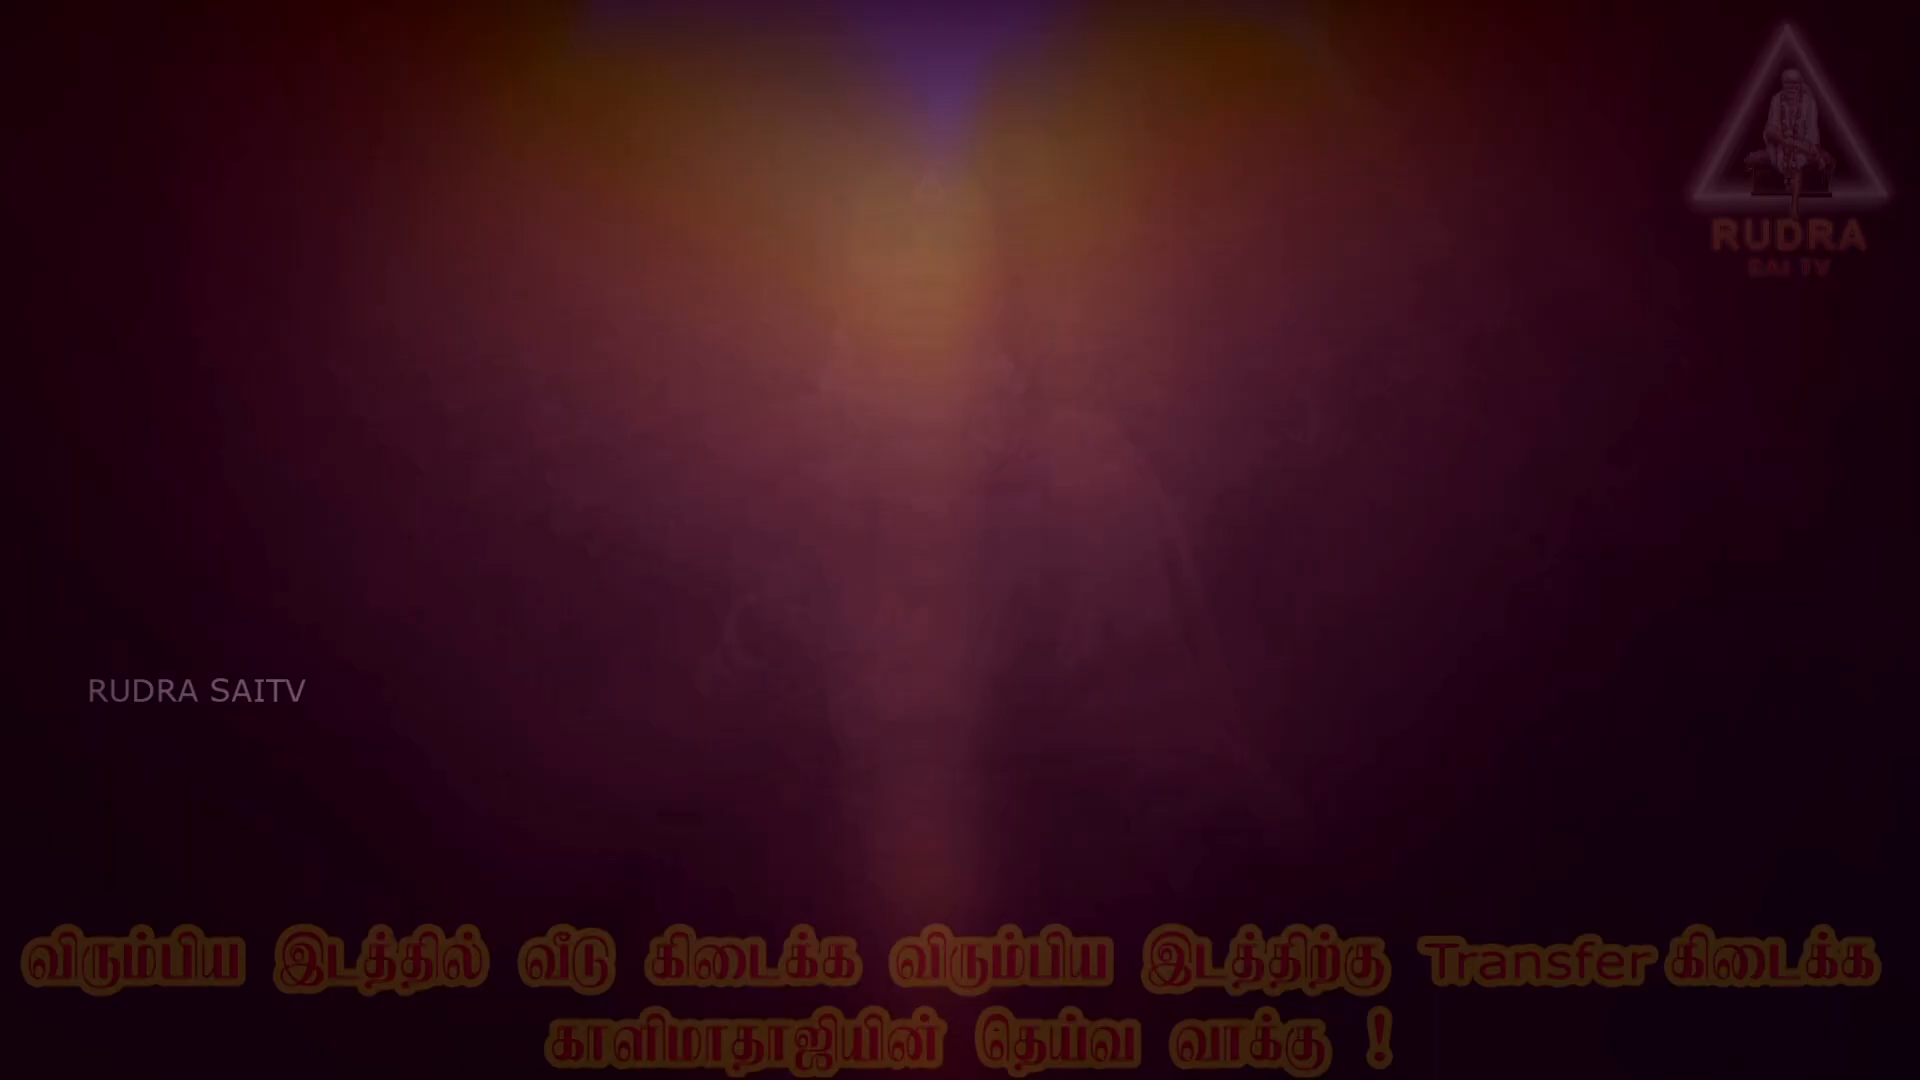 RUDRA
SAI TV
RUDRA SAITV
விரும்பிய இடத்தில் வீடு கிடைக்க விரும்பிய இடத்திற்கு Transfer கிடைக்க
காளிமாதாஜியின் தெய்வ வாக்கு !